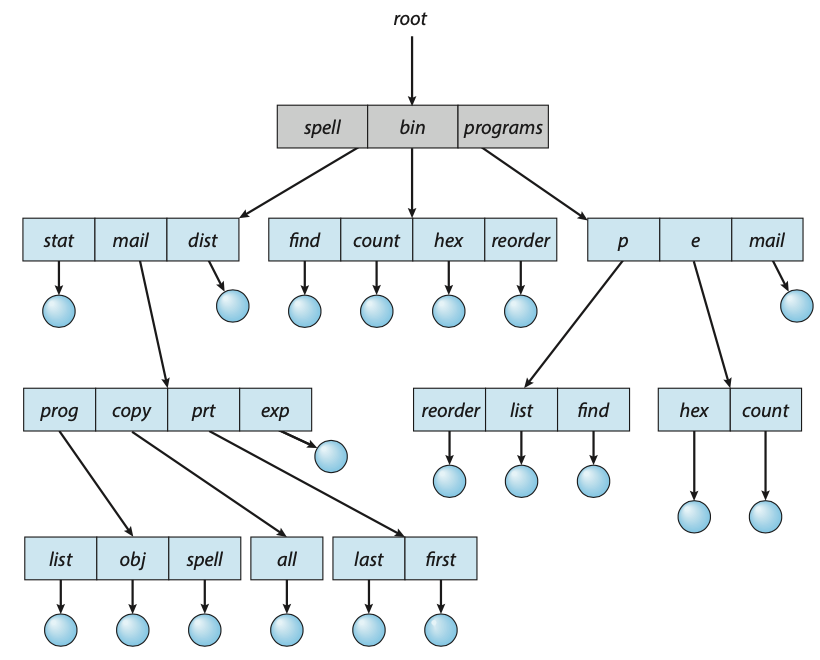 root
spell bin programs
stat mail dist find count hex reorder p e mail
prog copy prt exp reorder list find hex count
list obj spell all last first